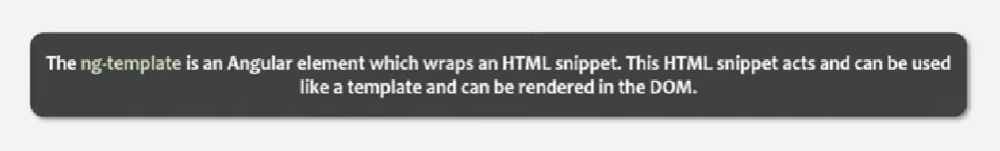 The ng-template is an Angular element which wraps an HTML snippet. This HTML snippet acts and can be used
like a template and can be rendered in the DOM.